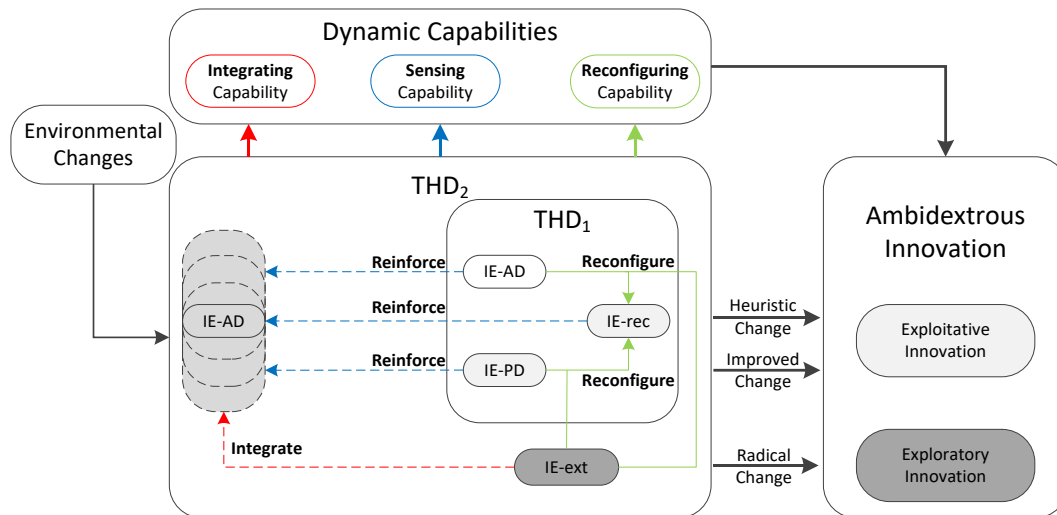 Dynamic Capabilities
Integrating
Capability
Sensing
Capability
Reconfiguring
Capability
Environmental
Changes
THD₂
THD₁
Ambidextrous
Innovation
Reinforce
IE-AD
Reconfigure
IE-AD
Reinforce
IE-rec
Heuristic
Change
Exploitative
Innovation
Reinforce
IE-PD
Reconfigure
Improved
Change
Integrate
IE-ext
Radical
Change
Exploratory
Innovation